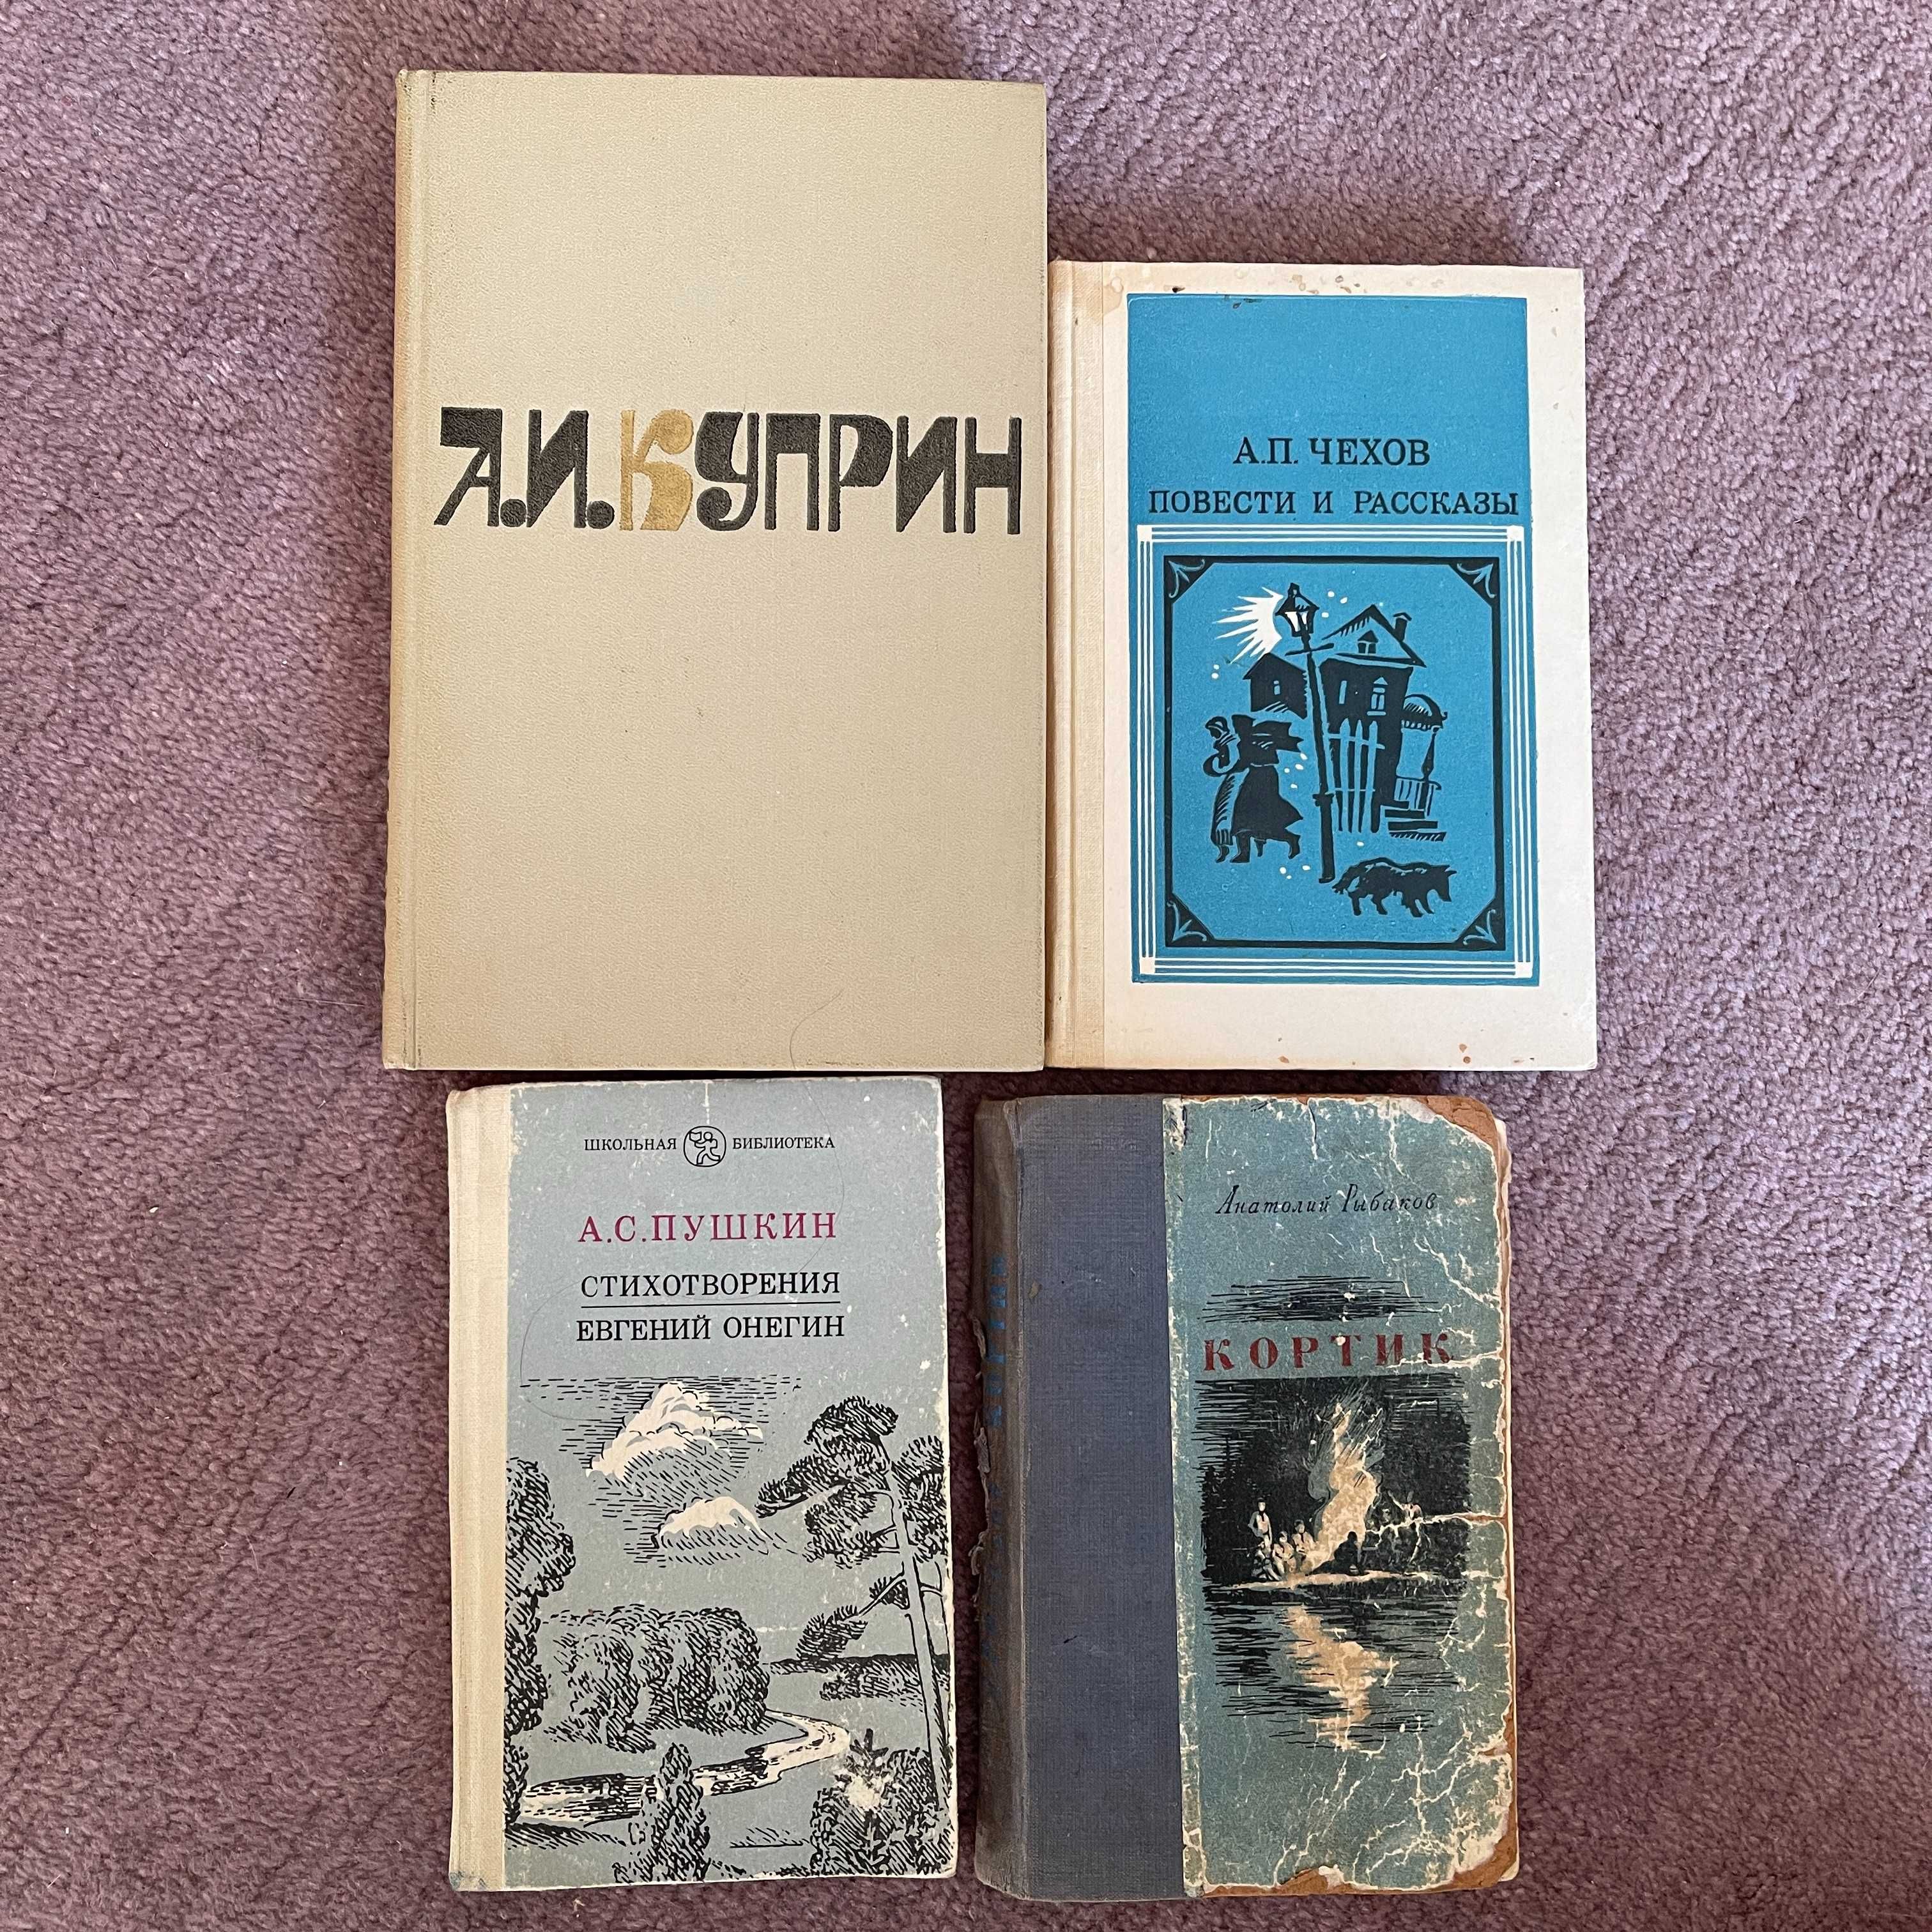 А.И.КУПРИН
А.П. ЧЕХОВ
ПОВЕСТИ И РАССКАЗЫ
ШКОЛЬНАЯ БИБЛИОТЕКА
А.С.ПУШКИН
СТИХОТВОРЕНИЯ
ЕВГЕНИЙ ОНЕГИН
Анатолий Рыбаков
КОРТИК